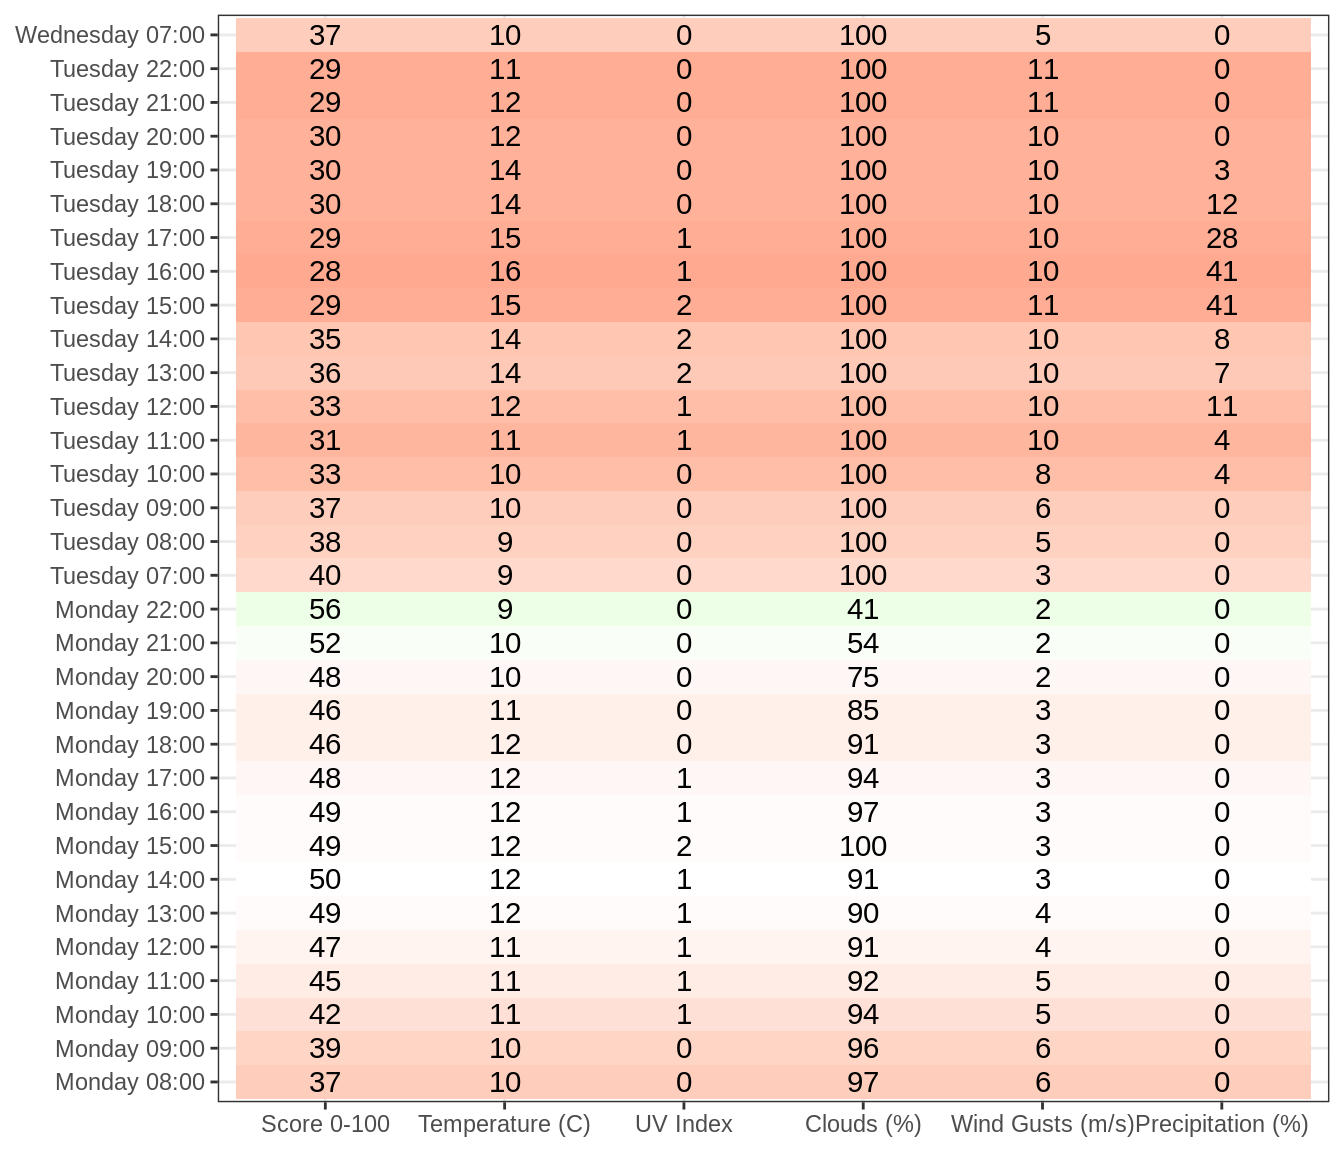 Wednesday 07:00 37 10 0 100 5 0
Tuesday 22:00 29 11 0 100 11 0
Tuesday 21:00 29 12 0 100 11 0
Tuesday 20:00 30 12 0 100 10 0
Tuesday 19:00 30 14 0 100 10 3
Tuesday 18:00 30 14 0 100 10 12
Tuesday 17:00 29 15 1 100 10 28
Tuesday 16:00 28 16 1 100 10 41
Tuesday 15:00 29 15 2 100 11 41
Tuesday 14:00 35 14 2 100 10 8
Tuesday 13:00 36 14 2 100 10 7
Tuesday 12:00 33 12 1 100 10 11
Tuesday 11:00 31 11 1 100 10 4
Tuesday 10:00 33 10 0 100 8 4
Tuesday 09:00 37 10 0 100 6 0
Tuesday 08:00 38 9 0 100 5 0
Tuesday 07:00 40 9 0 100 3 0
Monday 22:00 56 9 0 41 2 0
Monday 21:00 52 10 0 54 2 0
Monday 20:00 48 10 0 75 2 0
Monday 19:00 46 11 0 85 3 0
Monday 18:00 46 12 0 91 3 0
Monday 17:00 48 12 1 94 3 0
Monday 16:00 49 12 1 97 3 0
Monday 15:00 49 12 2 100 3 0
Monday 14:00 50 12 1 91 3 0
Monday 13:00 49 12 1 90 4 0
Monday 12:00 47 11 1 91 4 0
Monday 11:00 45 11 1 92 5 0
Monday 10:00 42 11 1 94 5 0
Monday 09:00 39 10 0 96 6 0
Monday 08:00 37 10 0 97 6 0
Score 0-100 Temperature (C) UV Index Clouds (%) Wind Gusts (m/s) Precipitation (%)